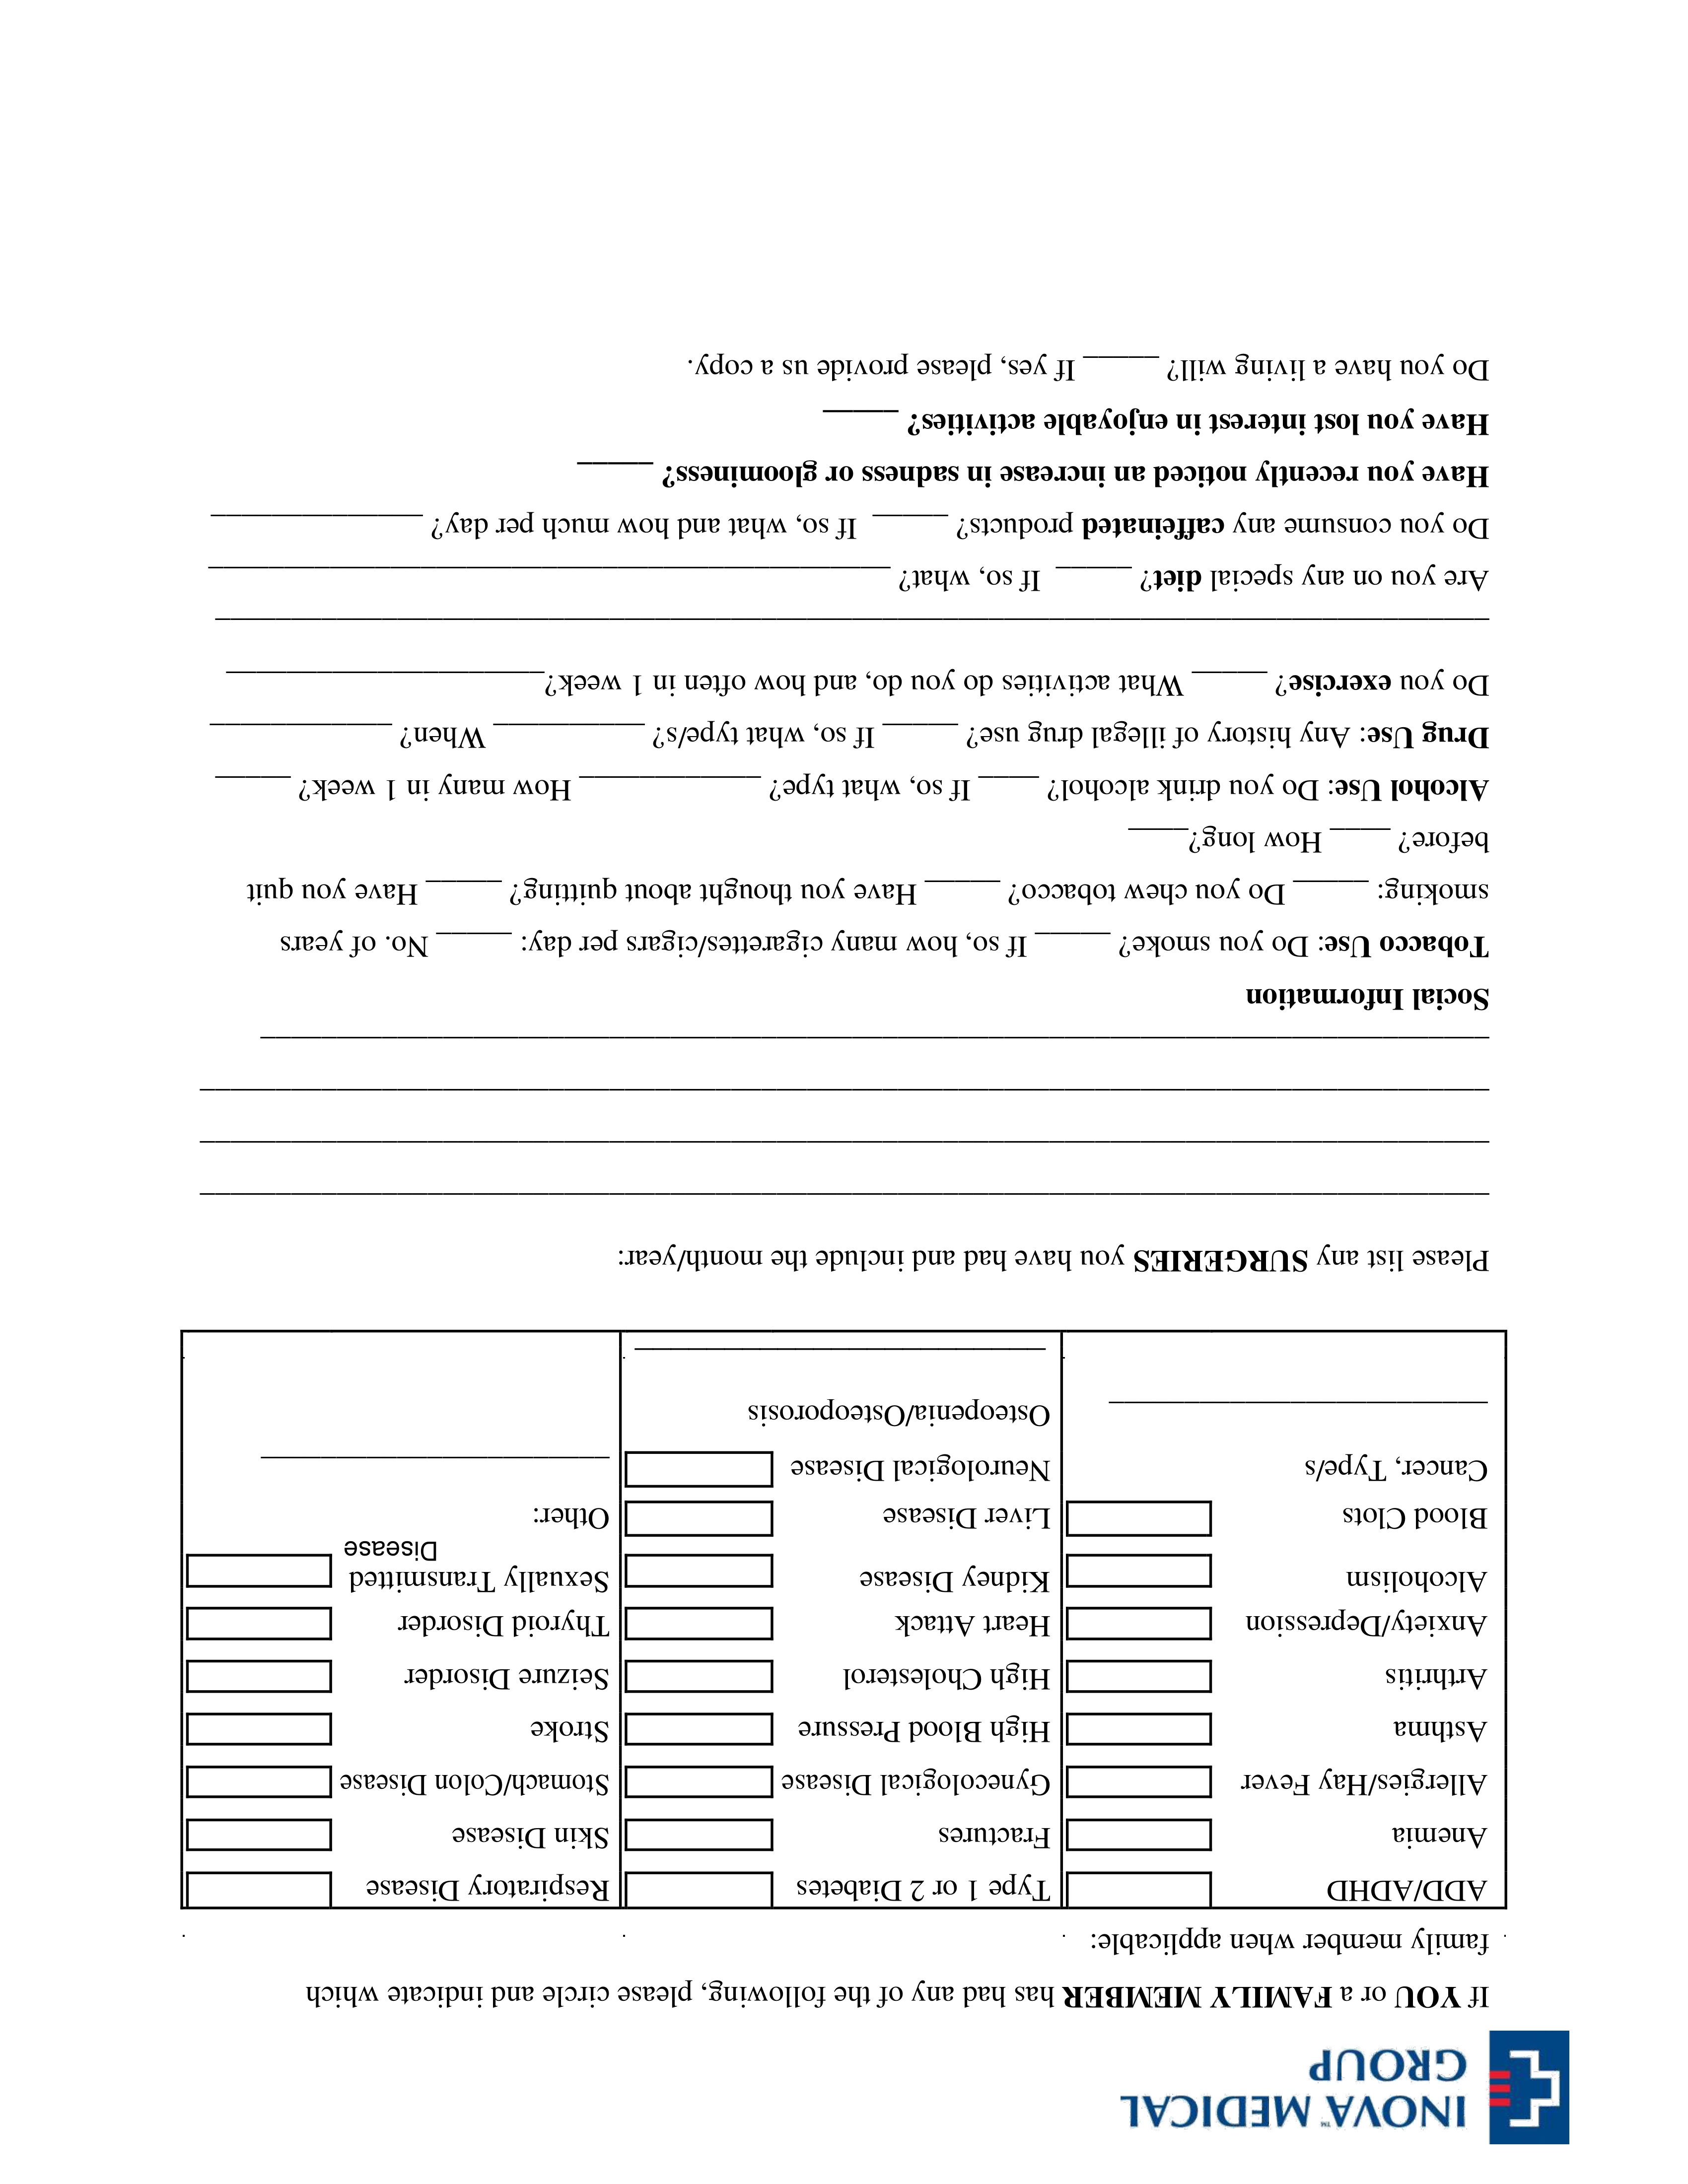 INOVA™ MEDICAL
GROUP
If YOU or a FAMILY MEMBER has had any of the following, please circle and indicate which
family member when applicable:
ADD/ADHD Type 1 or 2 Diabetes Respiratory Disease
Anemia Fractures Skin Disease
Allergies/Hay Fever Gynecological Disease Stomach/Colon Disease
Asthma High Blood Pressure Stroke
Arthritis High Cholesterol Seizure Disorder
Anxiety/Depression Heart Attack Thyroid Disorder
Alcoholism Kidney Disease Sexually Transmitted
Disease
Blood Clots Liver Disease Other:
Cancer, Type/s Neurological Disease _______________________
_________________________ Osteopenia/Osteoporosis
___________________________
Please list any SURGERIES you have had and include the month/year:
_____________________________________________________________________________________
_____________________________________________________________________________________
_____________________________________________________________________________________
_________________________________________________________________________________
Social Information
Tobacco Use: Do you smoke? _____ If so, how many cigarettes/cigars per day: _____ No. of years
smoking: _____ Do you chew tobacco? _____ Have you thought about quitting? _____ Have you quit
before? ____ How long?____
Alcohol Use: Do you drink alcohol? ____ If so, what type? ____________ How many in 1 week? _____
Drug Use: Any history of illegal drug use? _____ If so, what type/s? __________ When? ____________
Do you exercise? _____ What activities do you do, and how often in 1 week?_____________________
____________________________________________________________________________________
Are you on any special diet? _____ If so, what? _____________________________________________
Do you consume any caffeinated products? _____ If so, what and how much per day? ______________
Have you recently noticed an increase in sadness or gloominess? _____
Have you lost interest in enjoyable activities? _____
Do you have a living will? _____ If yes, please provide us a copy.